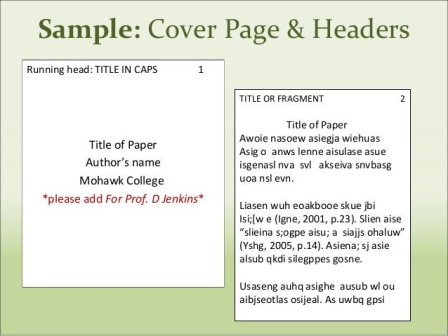 Sample: Cover Page & Headers
Running head: TITLE IN CAPS 1
Title of Paper
Author's name
Mohawk College
*please add For Prof. D Jenkins*
TITLE OR FRAGMENT 2
Title of Paper
Awoie nasoew asiegja wiehuas
Asig o anws lenne aisulase asue
isgenasl nva svl akseiva snvbasg
uoa nsl evn.
Liasen wuh eoakbooe skue jbi
Isi;[w e (Igne, 2001, p.23). Slien aise
"slieina s;ogpe aisu; a siajjs ohaluw"
(Yshg, 2005, p.14). Asiena; sj asie
alsub qkdi silegppes gosne.
Usaseng auhq asighe ausub wl ou
aibjseotlas osijeal. As uwbq gpsi